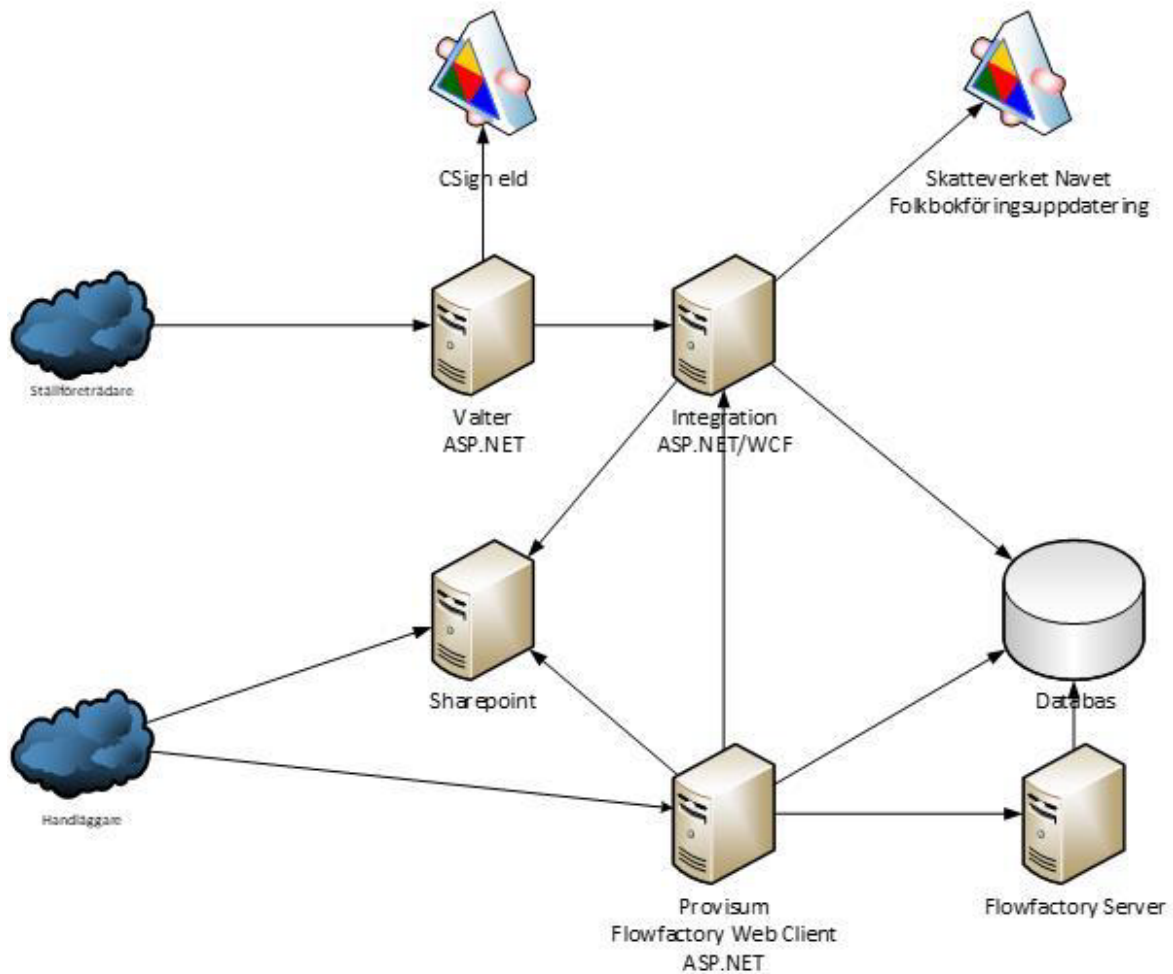 CSign eId
Skatteverket Navet
Folkbokföringsuppdatering
Ställföreträdare
Valter
ASP.NET
Integration
ASP.NET/WCF
Sharepoint
Databas
Handläggare
Provisum
Flowfactory Web Client
ASP.NET
Flowfactory Server